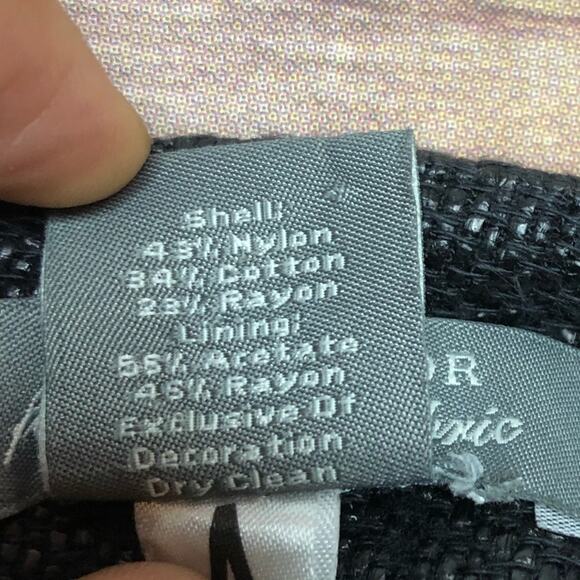 Shell:
43% Nylon
34% Cotton
23% Rayon
Lining:
55% Acetate
45% Rayon
Exclusive Of
Decoration
Dry Clean